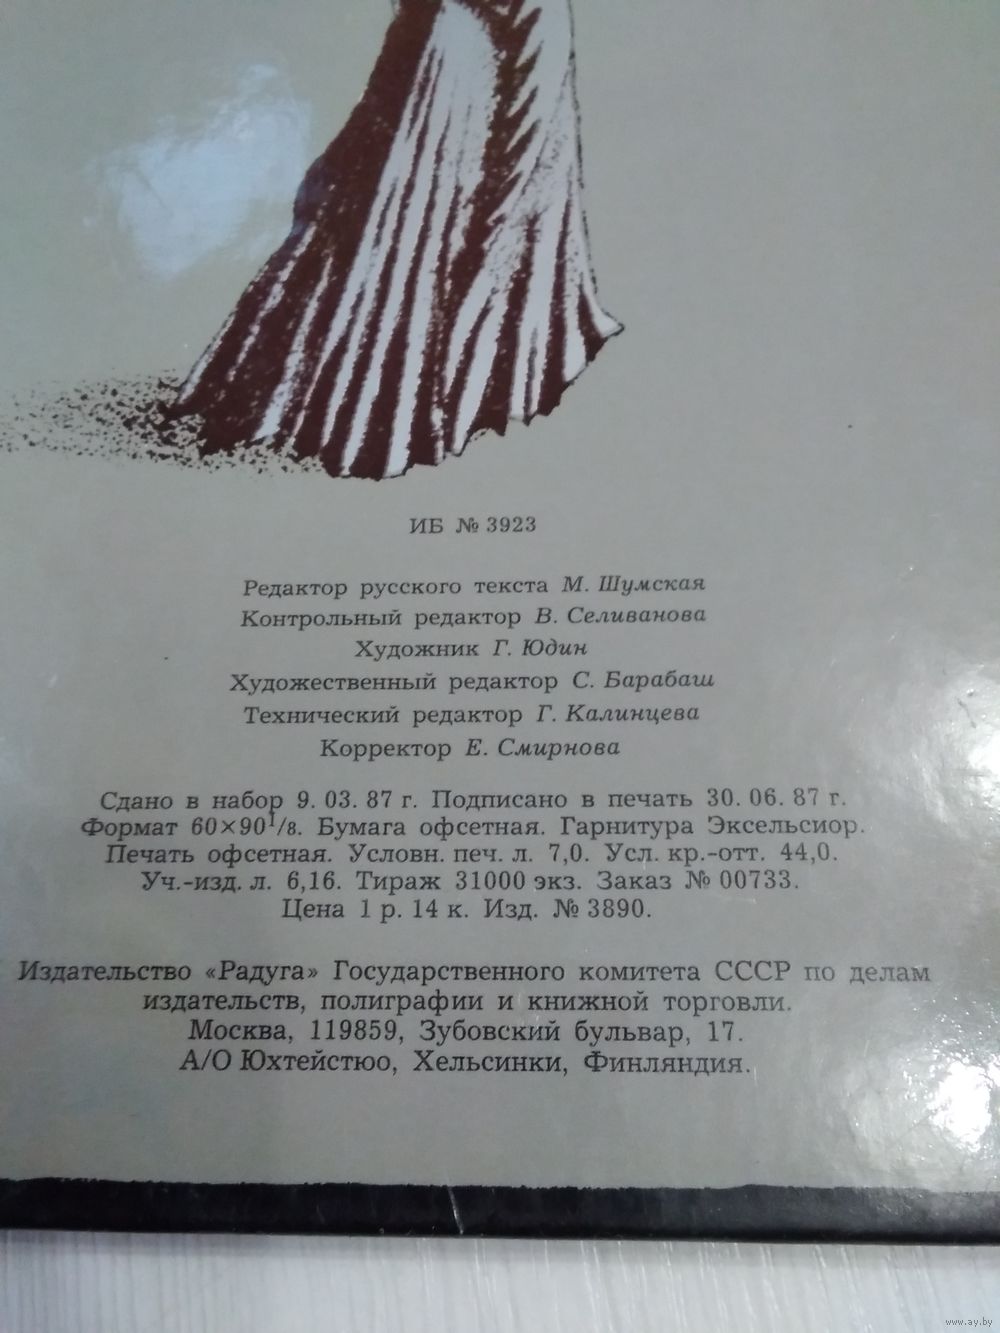 ИБ № 3923
Редактор русского текста М. Шумская
Контрольный редактор В. Селиванова
Художник Г. Юдин
Художественный редактор С. Барабаш
Технический редактор Г. Калинцева
Корректор Е. Смирнова
Сдано в набор 9. 03. 87 г. Подписано в печать 30. 06. 87 г.
Формат 60×90¹/₈. Бумага офсетная. Гарнитура Эксельсиор.
Печать офсетная. Условн. печ. л. 7,0. Усл. кр.-отт. 44,0.
Уч.-изд. л. 6,16. Тираж 31000 экз. Заказ № 00733.
Цена 1 р. 14 к. Изд. № 3890.
Издательство «Радуга» Государственного комитета СССР по делам
издательств, полиграфии и книжной торговли.
Москва, 119859, Зубовский бульвар, 17.
А/О Юхтейстюо, Хельсинки, Финляндия.
www.ay.by